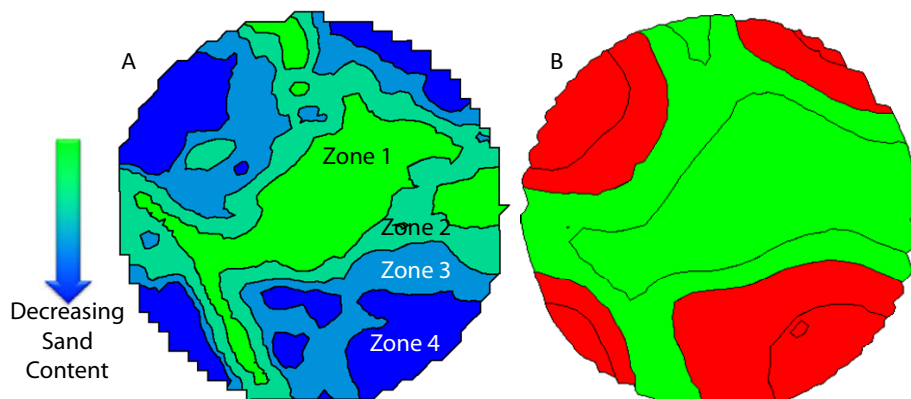 A
B
Zone 1
Zone 2
Zone 3
Zone 4
Decreasing
Sand
Content